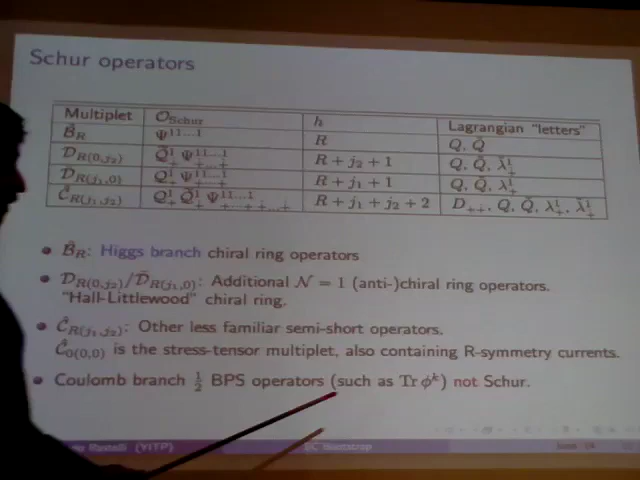 Schur operators
Multiplet O_Schur h Lagrangian "letters"
B̂_R Ψ^{11...1} R Q, Q̃
D_{R(0,j₂)} Q̃^1_+̇ Ψ^{11...1}_{+̇...+̇} R + j₂ + 1 Q, Q̃, λ̃^1_+̇
D̄_{R(j₁,0)} Q^1_+ Ψ^{11...1}_{+...+} R + j₁ + 1 Q, Q̃, λ^1_+
Ĉ_{R(j₁,j₂)} Q^1_+ Q̃^1_+̇ Ψ^{11...1}_{+...+ +̇...+̇} R + j₁ + j₂ + 2 D_{++̇}, Q, Q̃, λ^1_+, λ̃^1_+̇
• B̂_R: Higgs branch chiral ring operators
• D_{R(0,j₂)}/D̄_{R(j₁,0)}: Additional N = 1 (anti-)chiral ring operators.
"Hall-Littlewood" chiral ring.
• Ĉ_{R(j₁,j₂)}: Other less familiar semi-short operators.
Ĉ_{0(0,0)} is the stress-tensor multiplet, also containing R-symmetry currents.
• Coulomb branch ½ BPS operators (such as Tr φ^k) not Schur.
Rastelli (YITP) Bootstrap